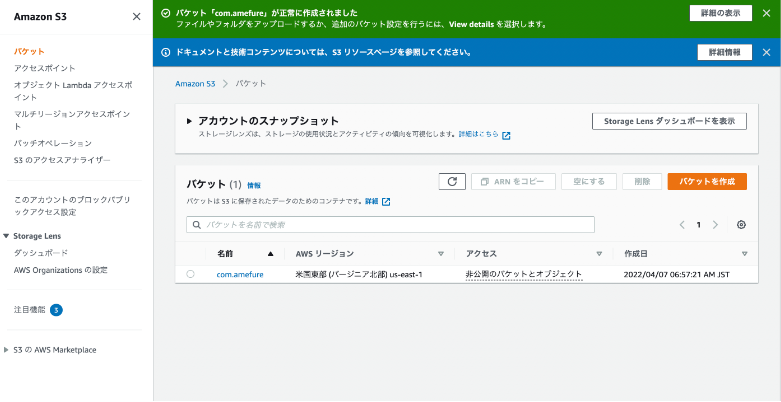 Amazon S3
バケット
アクセスポイント
オブジェクト Lambda アクセスポ
イント
マルチリージョンアクセスポイン
ト
バッチオペレーション
S3 のアクセスアナライザー
このアカウントのブロックパブリ
ックアクセス設定
Storage Lens
ダッシュボード
AWS Organizations の設定
注目機能 3
S3 の AWS Marketplace
バケット「com.amefure」が正常に作成されました
ファイルやフォルダをアップロードするか、追加のバケット設定を行うには、View details を選択します。
詳細の表示
ドキュメントと技術コンテンツについては、S3 リソースページを参照してください。
詳細情報
Amazon S3 > バケット
アカウントのスナップショット
ストレージレンズは、ストレージの使用状況とアクティビティの傾向を可視化します。詳細はこちら
Storage Lens ダッシュボードを表示
バケット (1) 情報
バケットは S3 に保存されたデータのためのコンテナです。詳細
ARN をコピー
空にする
削除
バケットを作成
バケットを名前で検索
1
名前 AWS リージョン アクセス 作成日
com.amefure 米国東部 (バージニア北部) us-east-1 非公開のバケットとオブジェクト 2022/04/07 06:57:21 AM JST